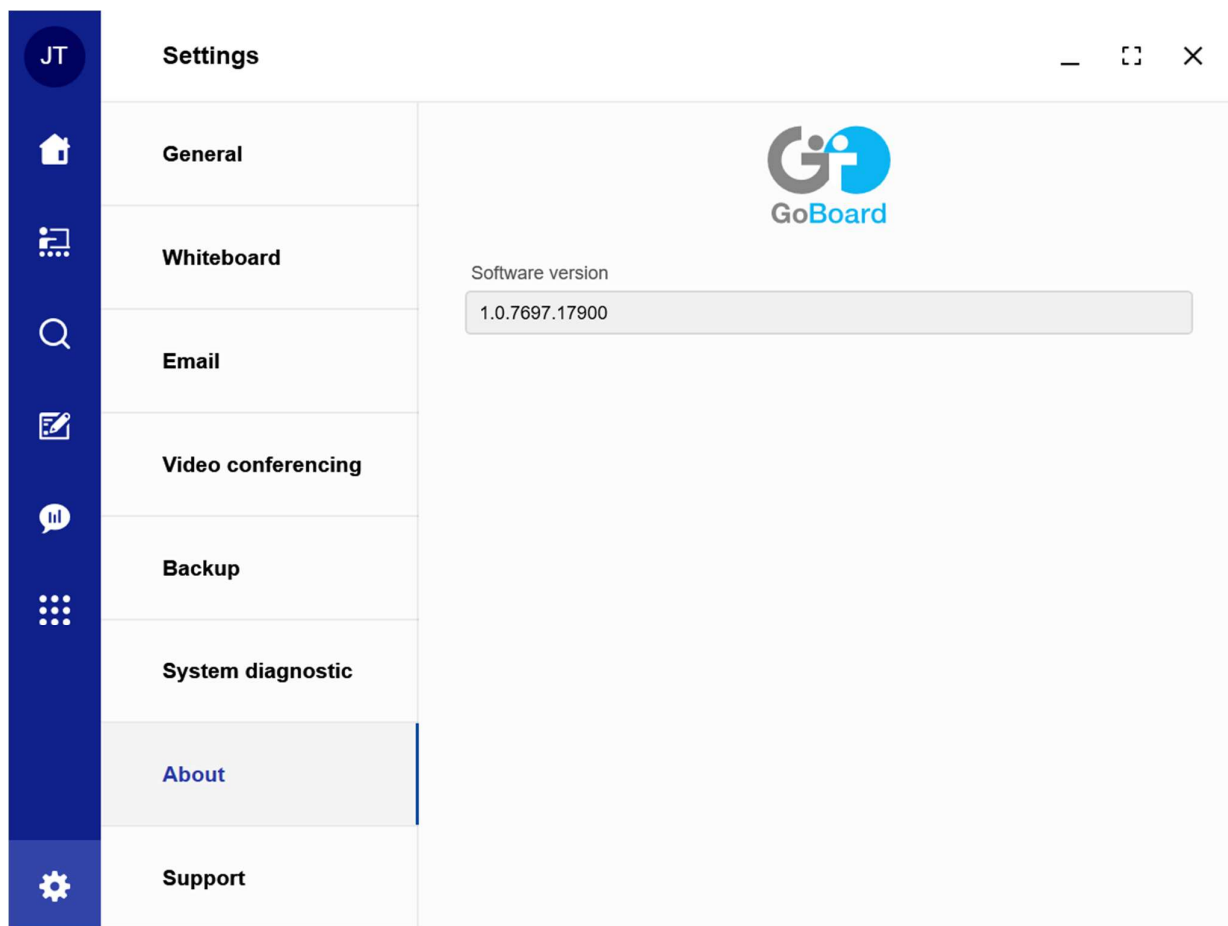 JT
Settings
General
Whiteboard
Email
Video conferencing
Backup
System diagnostic
About
Support
GoBoard
Software version
1.0.7697.17900